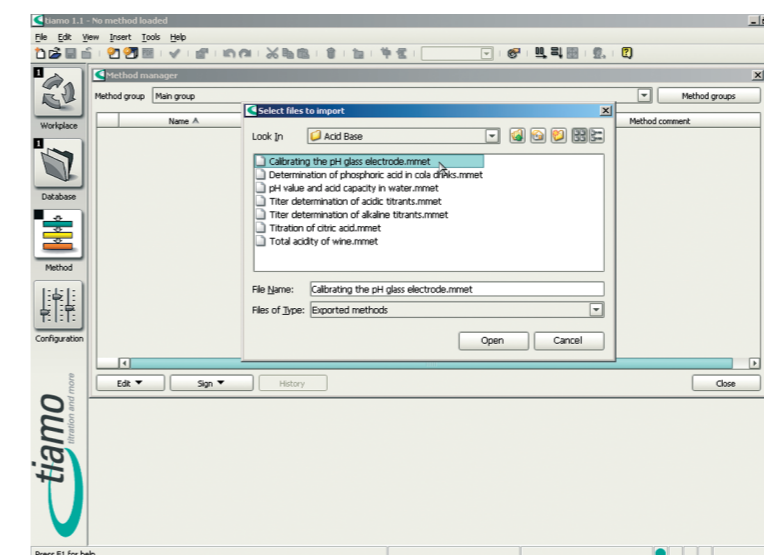 tiamo 1.1 - No method loaded
File Edit View Insert Tools Help
1
Workplace
1
Database
Method
Configuration
tiamo
titration and more
Method manager
Method group Main group Method groups
Name Method comment
Select files to import
Look In Acid Base
Calibrating the pH glass electrode.mmet
Determination of phosphoric acid in cola drinks.mmet
pH value and acid capacity in water.mmet
Titer determination of acidic titrants.mmet
Titer determination of alkaline titrants.mmet
Titration of citric acid.mmet
Total acidity of wine.mmet
File Name: Calibrating the pH glass electrode.mmet
Files of Type: Exported methods
Open Cancel
Edit Sign History Close
Press F1 for help